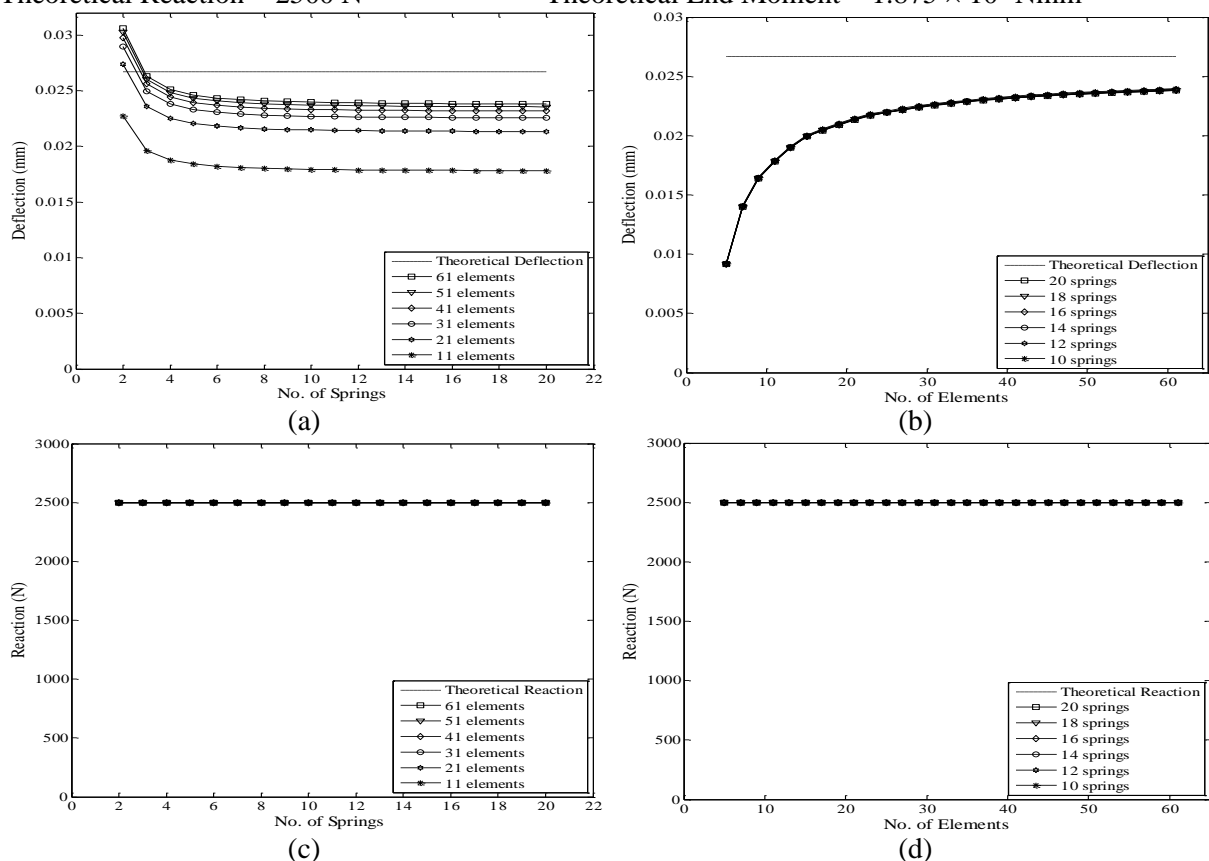 Theoretical Reaction = 2500 N Theoretical End Moment = 1.875 × 10 Nmm
0.03
0.025
0.02
0.015
0.01
0.005
0
Deflection (mm)
Theoretical Deflection
61 elements
51 elements
41 elements
31 elements
21 elements
11 elements
0 2 4 6 8 10 12 14 16 18 20 22
No. of Springs
(a)
0.03
0.025
0.02
0.015
0.01
0.005
0
Deflection (mm)
Theoretical Deflection
20 springs
18 springs
16 springs
14 springs
12 springs
10 springs
0 10 20 30 40 50 60
No. of Elements
(b)
3000
2500
2000
1500
1000
500
0
Reaction (N)
Theoretical Reaction
61 elements
51 elements
41 elements
31 elements
21 elements
11 elements
0 2 4 6 8 10 12 14 16 18 20 22
No. of Springs
(c)
3000
2500
2000
1500
1000
500
0
Reaction (N)
Theoretical Reaction
20 springs
18 springs
16 springs
14 springs
12 springs
10 springs
0 10 20 30 40 50 60
No. of Elements
(d)